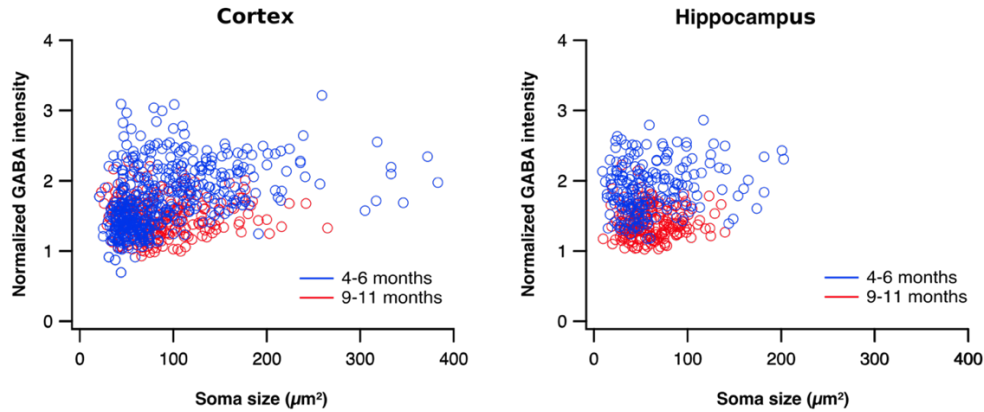 Cortex
4
3
2
1
0
Normalized GABA intensity
4-6 months
9-11 months
0 100 200 300 400
Soma size (µm²)
Hippocampus
4
3
2
1
0
Normalized GABA intensity
4-6 months
9-11 months
0 100 200 300 400
Soma size (µm²)